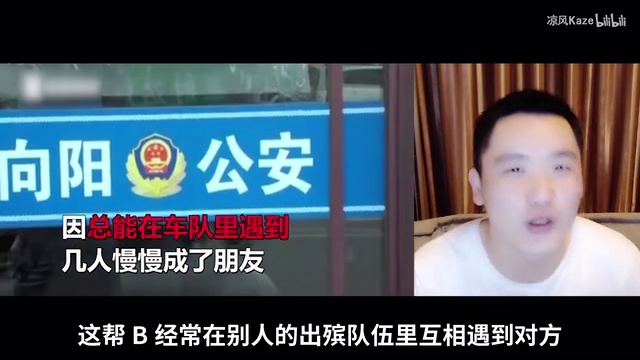 凉风Kaze bilibili
向阳 公安
因总能在车队里遇到
几人慢慢成了朋友
这帮 B 经常在别人的出殡队伍里互相遇到对方